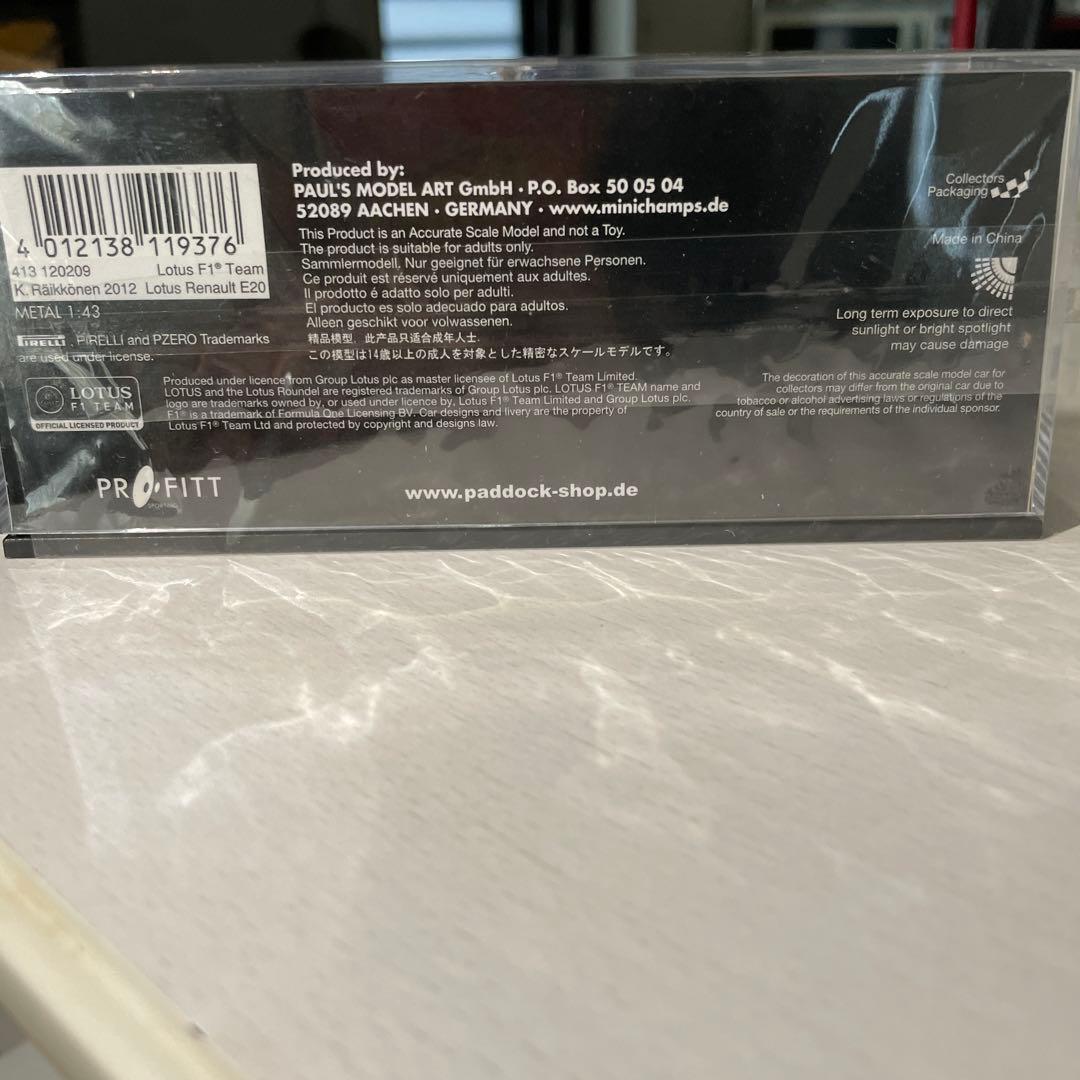 4 012138 119376
413 120209 Lotus F1® Team
K. Räikkönen 2012 Lotus Renault E20
METAL 1:43
PIRELLI, PIRELLI and PZERO Trademarks
are used under license.
LOTUS
F1 TEAM
OFFICIAL LICENSED PRODUCT
Produced by:
PAUL'S MODEL ART GmbH · P.O. Box 50 05 04
52089 AACHEN · GERMANY · www.minichamps.de
This Product is an Accurate Scale Model and not a Toy.
The product is suitable for adults only.
Sammlermodell. Nur geeignet für erwachsene Personen.
Ce produit est réservé uniquement aux adultes.
Il prodotto é adatto solo per adulti.
El producto es solo adecuado para adultos.
Alleen geschikt voor volwassenen.
精品模型，此产品只适合成年人士.
この模型は14歳以上の成人を対象とした精密なスケールモデルです。
Produced under licence from Group Lotus plc as master licensee of Lotus F1® Team Limited.
LOTUS and the Lotus Roundel are registered trademarks of Group Lotus plc. LOTUS F1® TEAM name and
logo are trademarks owned by, or used under licence by, Lotus F1® Team Limited and Group Lotus plc.
F1® is a trademark of Formula One Licensing BV. Car designs and livery are the property of
Lotus F1® Team Ltd and protected by copyright and designs law.
Collectors
Packaging
Made in China
Long term exposure to direct
sunlight or bright spotlight
may cause damage
The decoration of this accurate scale model car for
collectors may differ from the original car due to
tobacco or alcohol advertising laws or regulations of the
country of sale or the requirements of the individual sponsor.
PROFITT
www.paddock-shop.de